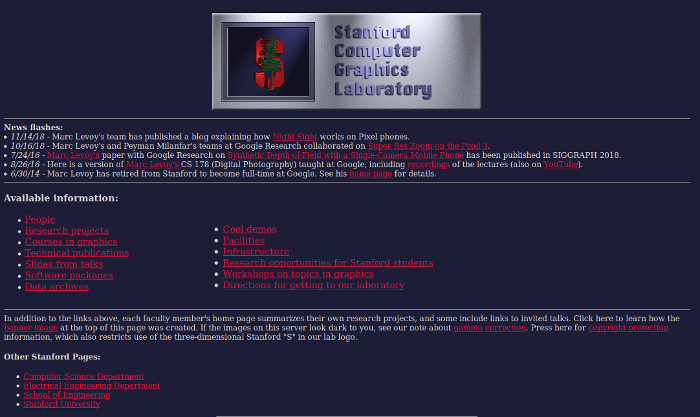 Stanford
Computer
Graphics
Laboratory
News flashes:
11/14/18 - Marc Levoy's team has published a blog explaining how Night Sight works on Pixel phones.
10/16/18 - Marc Levoy's and Peyman Milanfar's teams at Google Research collaborated on Super Res Zoom on the Pixel 3.
7/24/16 - Marc Levoy's paper with Google Research on Synthetic Depth-of-Field with a Single-Camera Mobile Phone has been published in SIGGRAPH 2018.
8/26/16 - Here is a version of Marc Levoy's CS 178 (Digital Photography) taught at Google, including recordings of the lectures (also on YouTube).
6/30/14 - Marc Levoy has retired from Stanford to become full-time at Google. See his home page for details.
Available information:
People
Research projects
Courses in graphics
Technical publications
Slides from talks
Software packages
Data archives
Cool demos
Facilities
Infrastructure
Research opportunities for Stanford students
Workshops on topics in graphics
Directions for getting to our laboratory
In addition to the links above, each faculty member's home page summarizes their own research projects, and some include links to invited talks. Click here to learn how the
banner image at the top of this page was created. If the images on this server look dark to you, see our note about gamma correction. Press here for copyright protection
information, which also restricts use of the three-dimensional Stanford "S" in our lab logo.
Other Stanford Pages:
Computer Science Department
Electrical Engineering Department
School of Engineering
Stanford University